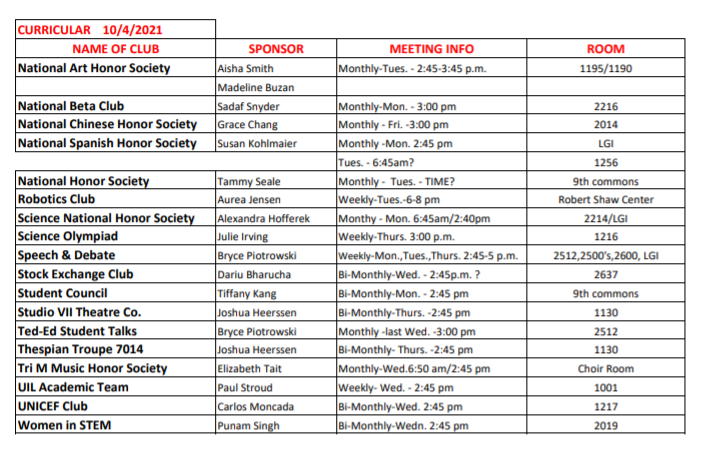 CURRICULAR 10/4/2021
NAME OF CLUB SPONSOR MEETING INFO ROOM
National Art Honor Society Aisha Smith Monthly-Tues. - 2:45-3:45 p.m. 1195/1190
Madeline Buzan
National Beta Club Sadaf Snyder Monthly-Mon. - 3:00 pm 2216
National Chinese Honor Society Grace Chang Monthly - Fri. -3:00 pm 2014
National Spanish Honor Society Susan Kohlmaier Monthly -Mon. 2:45 pm LGI
Tues. - 6:45am? 1256
National Honor Society Tammy Seale Monthly - Tues. - TIME? 9th commons
Robotics Club Aurea Jensen Weekly-Tues.-6-8 pm Robert Shaw Center
Science National Honor Society Alexandra Hofferek Monthy - Mon. 6:45am/2:40pm 2214/LGI
Science Olympiad Julie Irving Weekly-Thurs. 3:00 p.m. 1216
Speech & Debate Bryce Piotrowski Weekly-Mon.,Tues.,Thurs. 2:45-5 p.m. 2512,2500's,2600, LGI
Stock Exchange Club Dariu Bharucha Bi-Monthly-Wed. - 2:45p.m. ? 2637
Student Council Tiffany Kang Bi-Monthly-Mon. - 2:45 pm 9th commons
Studio VII Theatre Co. Joshua Heerssen Bi-Monthly-Thurs. -2:45 pm 1130
Ted-Ed Student Talks Bryce Piotrowski Monthly -last Wed. -3:00 pm 2512
Thespian Troupe 7014 Joshua Heerssen Bi-Monthly- Thurs. -2:45 pm 1130
Tri M Music Honor Society Elizabeth Tait Monthly-Wed.6:50 am/2:45 pm Choir Room
UIL Academic Team Paul Stroud Weekly- Wed. - 2:45 pm 1001
UNICEF Club Carlos Moncada Bi-Monthly-Wed. 2:45 pm 1217
Women in STEM Punam Singh Bi-Monthly-Wedn. 2:45 pm 2019